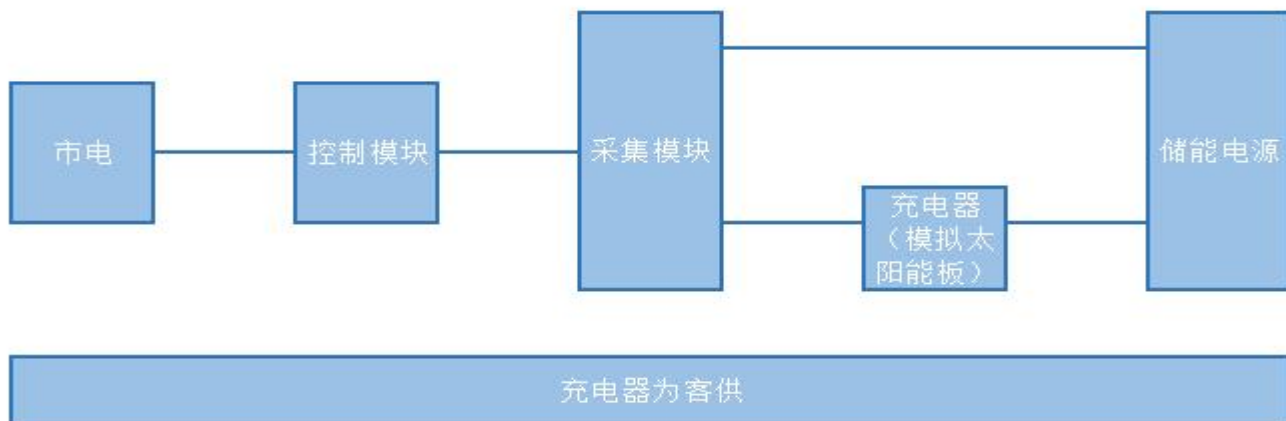 市电
控制模块
采集模块
储能电源
充电器
（模拟太
阳能板）
充电器为客供